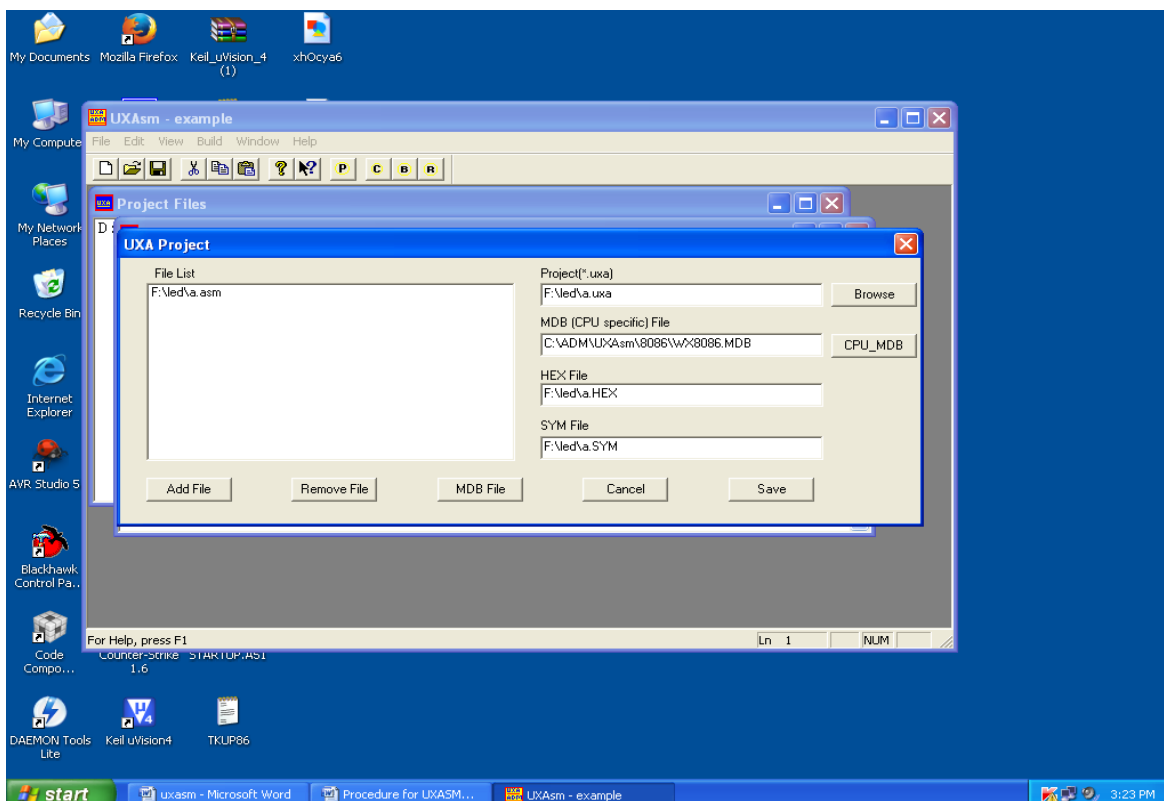 My Documents
Mozilla Firefox
Keil_uVision_4
(1)
xhOcya6
UXAsm - example
My Compute
File Edit View Build Window Help
P C B R
Project Files
My Network
Places
D:
UXA Project
File List
Project(*.uxa)
F:\led\a.asm
F:\led\a.uxa
Browse
Recycle Bin
MDB (CPU specific) File
C:\ADM\UXAsm\8086\WX8086.MDB
CPU_MDB
HEX File
F:\led\a.HEX
Internet
Explorer
SYM File
F:\led\a.SYM
AVR Studio 5
Add File
Remove File
MDB File
Cancel
Save
Blackhawk
Control Pa..
For Help, press F1
Ln 1
NUM
Code
Compo...
Counter-Strike
1.6
STARTUP.A51
DAEMON Tools
Lite
Keil uVision4
TKUP86
start
uxasm - Microsoft Word
Procedure for UXASM...
UXAsm - example
3:23 PM